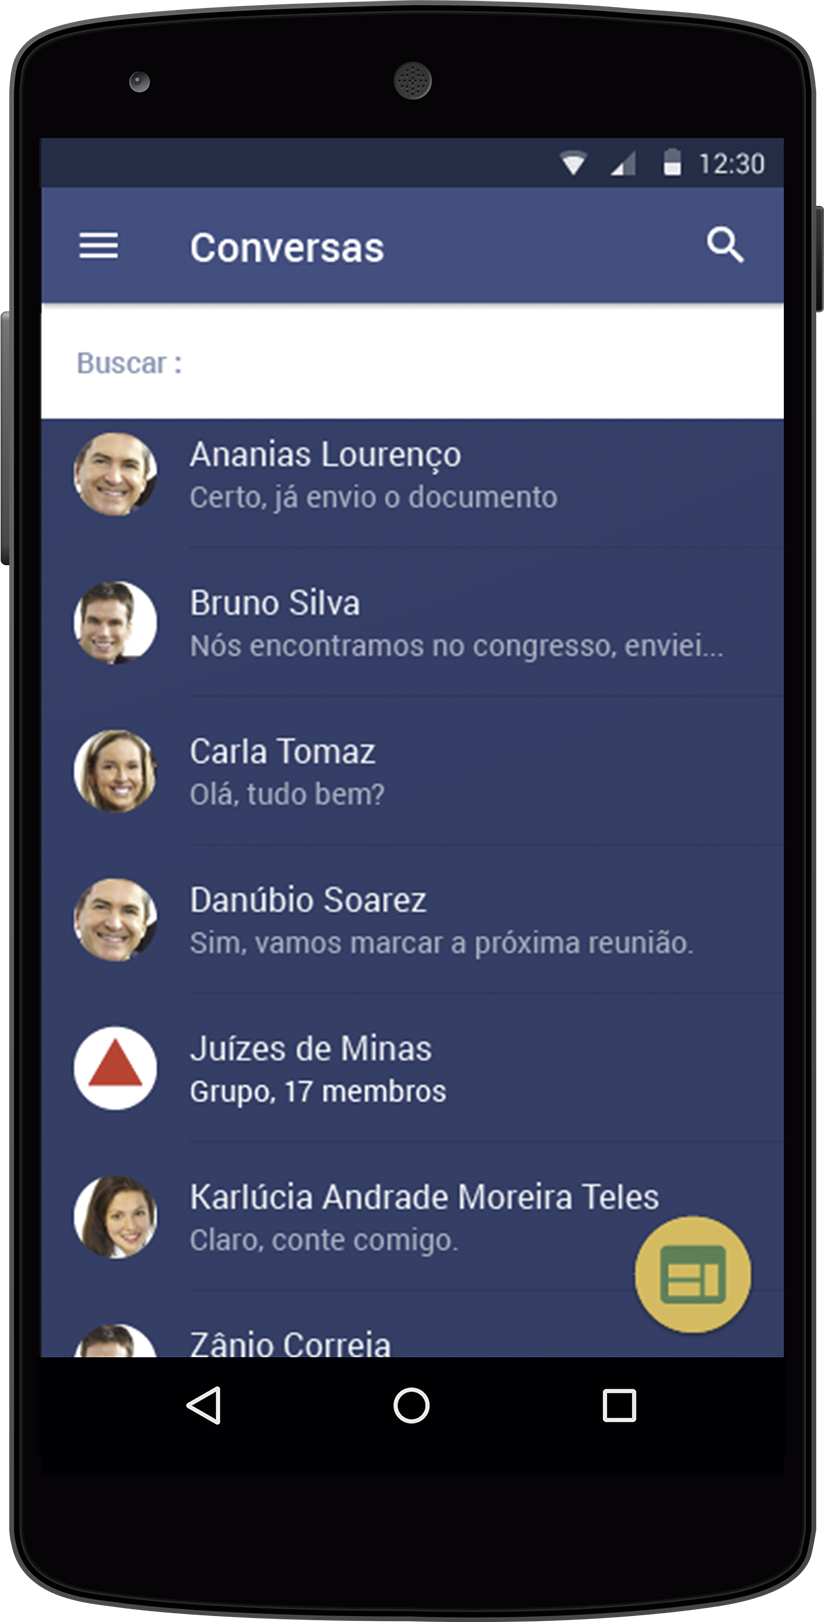 12:30
Conversas
Buscar :
Ananias Lourenço
Certo, já envio o documento
Bruno Silva
Nós encontramos no congresso, enviei...
Carla Tomaz
Olá, tudo bem?
Danúbio Soarez
Sim, vamos marcar a próxima reunião.
Juízes de Minas
Grupo, 17 membros
Karlúcia Andrade Moreira Teles
Claro, conte comigo.
Zânio Correia